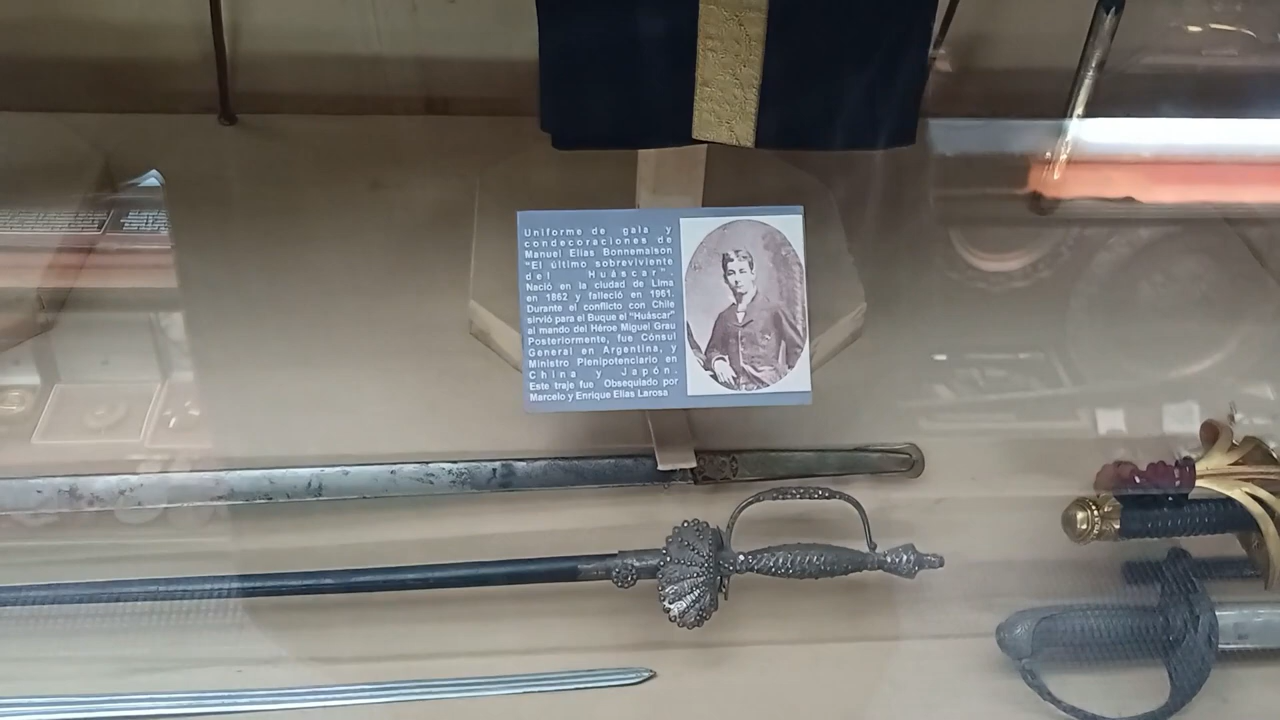 Uniforme de gala y
condecoraciones de
Manuel Elías Bonnemaison
"El último sobreviviente
del Huáscar".
Nació en la ciudad de Lima
en 1862 y falleció en 1961.
Durante el conflicto con Chile
sirvió para el Buque el "Huáscar"
al mando del Héroe Miguel Grau
Posteriormente, fue Cónsul
General en Argentina, y
Ministro Plenipotenciario en
China y Japón.
Este traje fue Obsequiado por
Marcelo y Enrique Elías Larosa